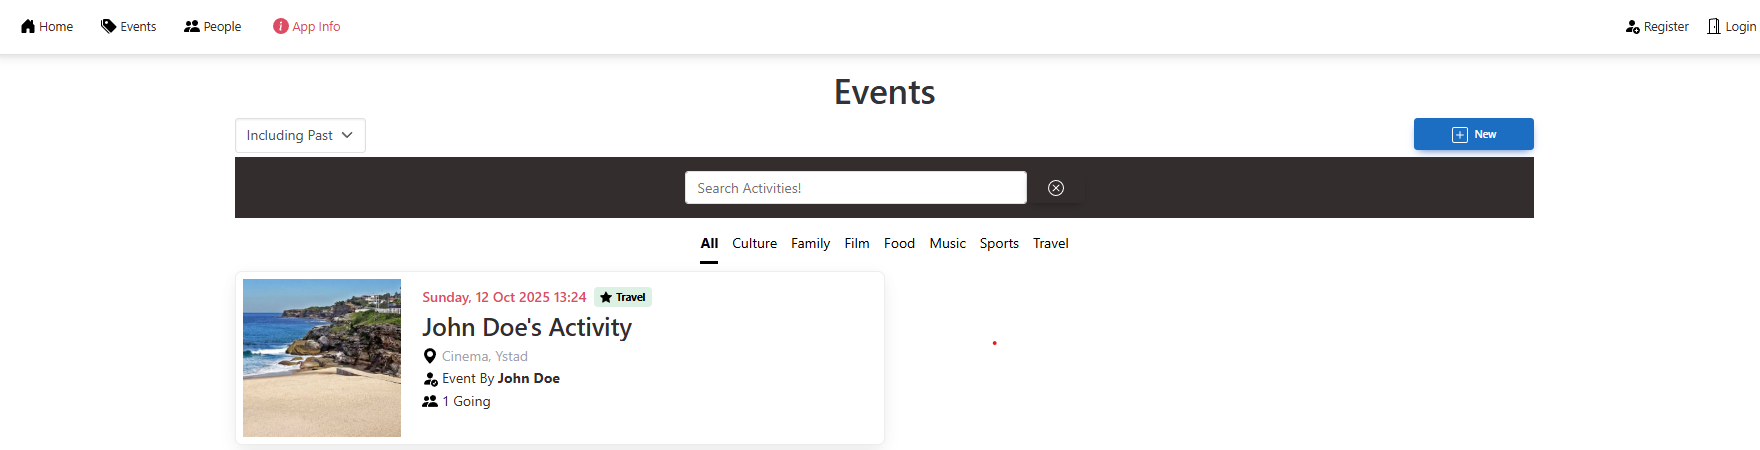 Home Events People App Info Register Login
Events
Including Past New
Search Activities!
All Culture Family Film Food Music Sports Travel
Sunday, 12 Oct 2025 13:24 Travel
John Doe's Activity
Cinema, Ystad
Event By John Doe
1 Going